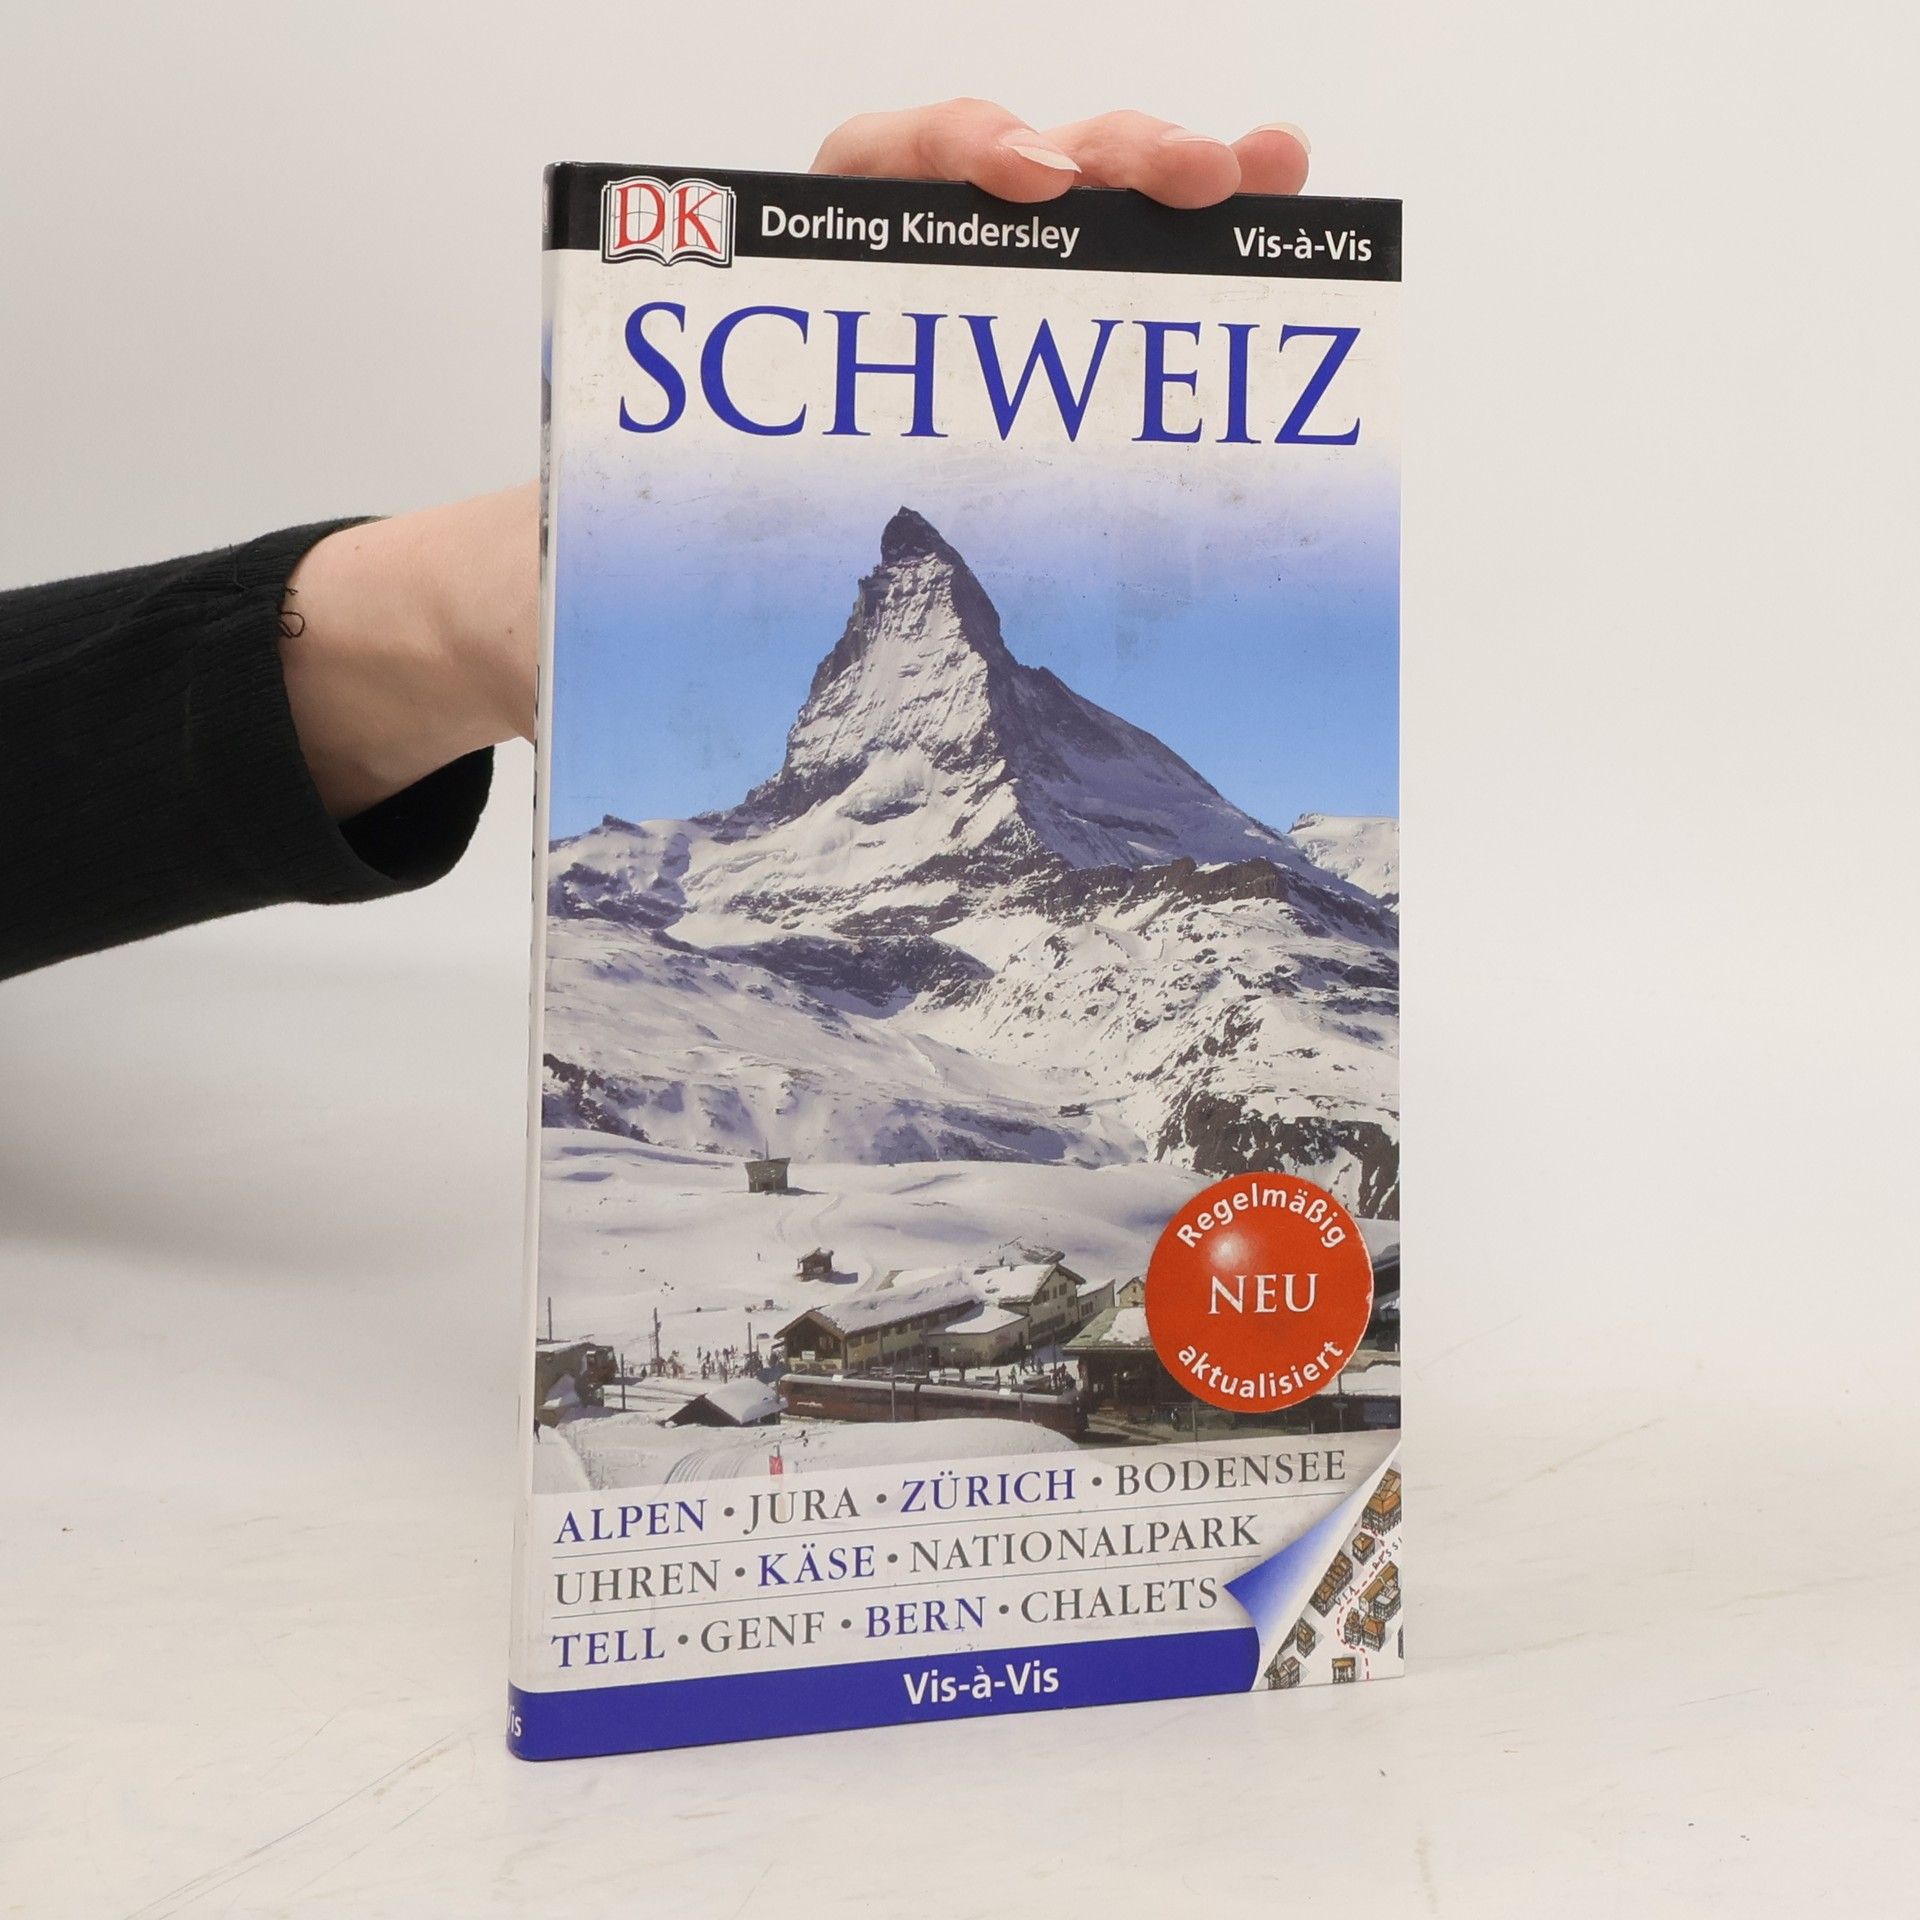 DK Dorling Kindersley Vis-à-Vis
SCHWEIZ
Regelmäßig
NEU
aktualisiert
ALPEN • JURA • ZÜRICH • BODENSEE
UHREN • KÄSE • NATIONALPARK
TELL • GENF • BERN • CHALETS
Vis-à-Vis